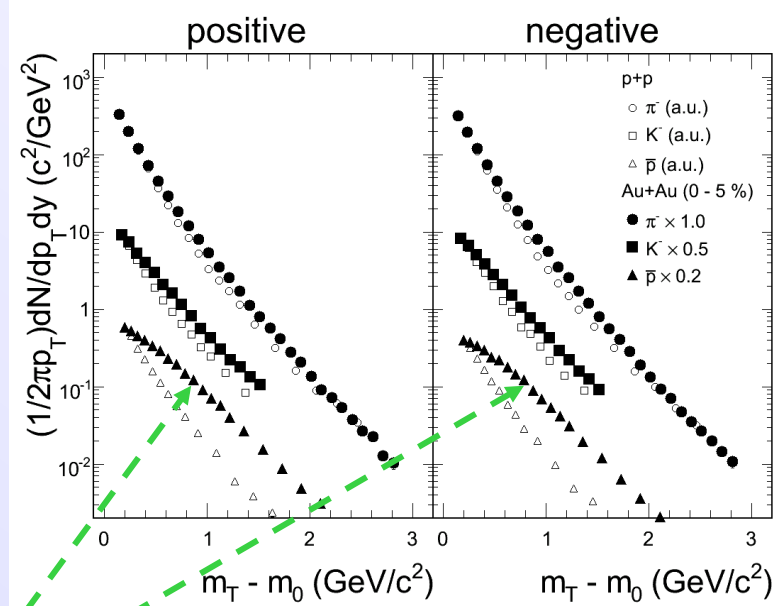 positive negative
(1/2πp_T)dN/dp_Tdy (c²/GeV²)
10³
10²
10
1
10⁻¹
10⁻²
p+p
π⁻ (a.u.)
K⁻ (a.u.)
p̅ (a.u.)
Au+Au (0 - 5 %)
π⁻ × 1.0
K⁻ × 0.5
p̅ × 0.2
0 1 2 3 0 1 2 3
m_T - m_0 (GeV/c²) m_T - m_0 (GeV/c²)